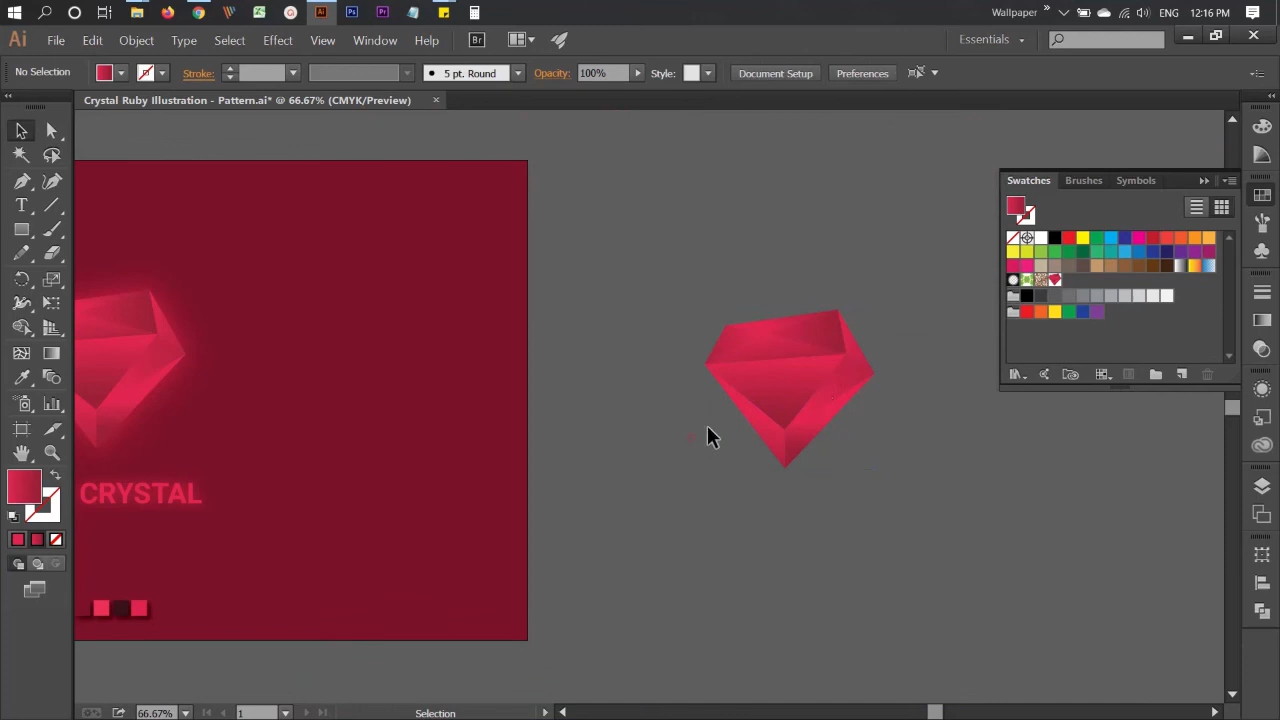 Wallpaper
»
ENG
12:16 PM
Ai
File
Edit
Object
Type
Select
Effect
View
Window
Help
Br
Essentials
No Selection
Stroke:
5 pt. Round
Opacity:
100%
Style:
Document Setup
Preferences
Crystal Ruby Illustration - Pattern.ai* @ 66.67% (CMYK/Preview)
Swatches
Brushes
Symbols
CRYSTAL
66.67%
1
Selection